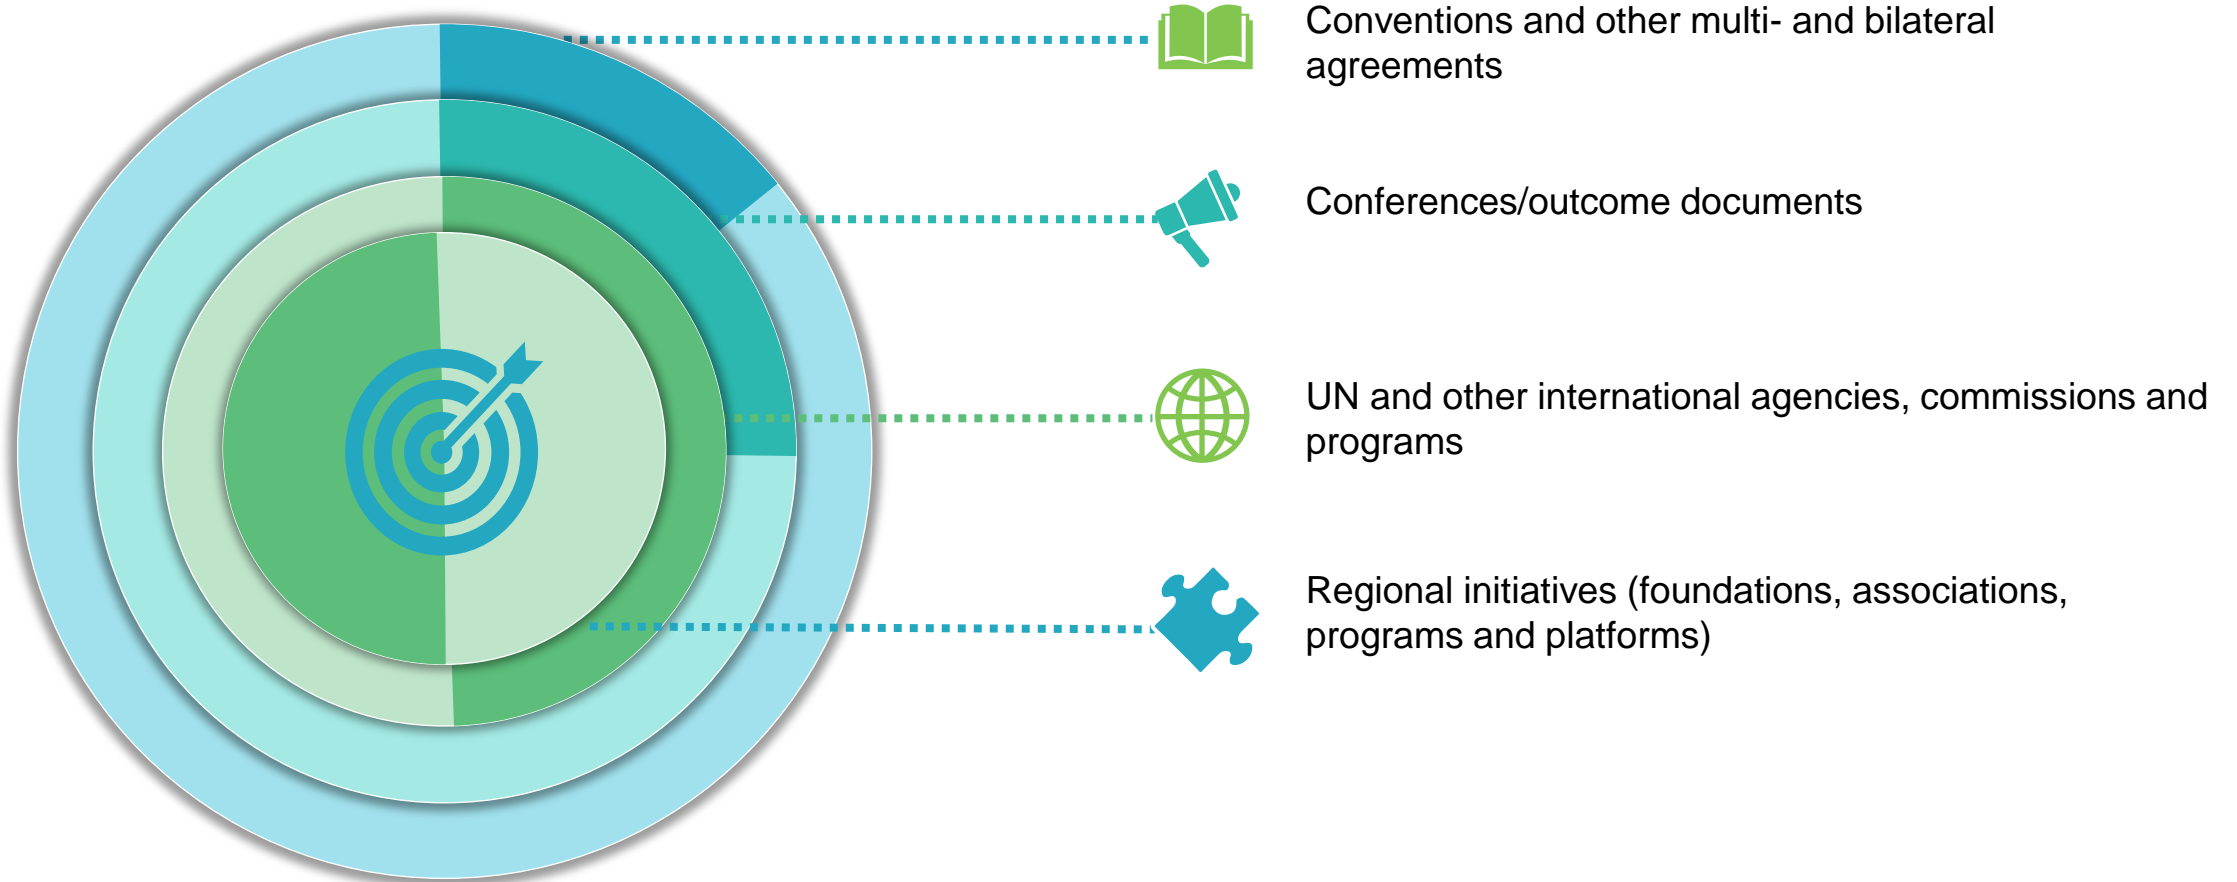 Conventions and other multi- and bilateral
agreements
Conferences/outcome documents
UN and other international agencies, commissions and
programs
Regional initiatives (foundations, associations,
programs and platforms)